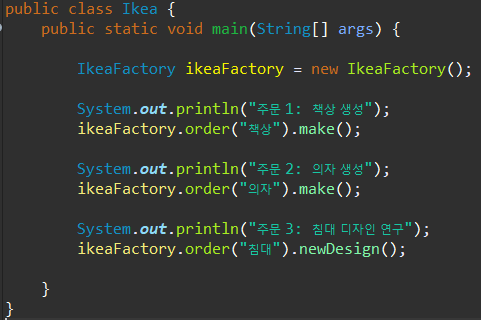 public class Ikea {
public static void main(String[] args) {
IkeaFactory ikeaFactory = new IkeaFactory();
System.out.println("주문 1: 책상 생성");
ikeaFactory.order("책상").make();
System.out.println("주문 2: 의자 생성");
ikeaFactory.order("의자").make();
System.out.println("주문 3: 침대 디자인 연구");
ikeaFactory.order("침대").newDesign();
}
}